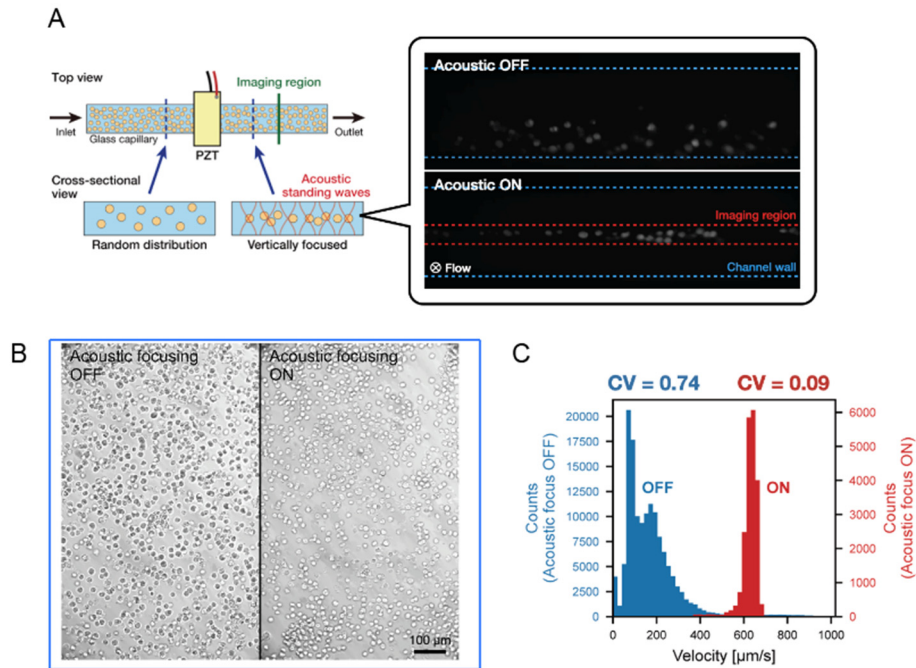 A
Top view
Imaging region
Inlet
Glass capillary
PZT
Outlet
Cross-sectional
view
Acoustic
standing waves
Random distribution
Vertically focused
Acoustic OFF
Acoustic ON
Imaging region
⊗ Flow
Channel wall
B
Acoustic focusing
OFF
Acoustic focusing
ON
100 µm
C
CV = 0.74
CV = 0.09
Counts
(Acoustic focus OFF)
20000
17500
15000
12500
10000
7500
5000
2500
0
OFF
ON
6000
5000
4000
3000
2000
1000
0
Counts
(Acoustic focus ON)
0 200 400 600 800 1000
Velocity [µm/s]